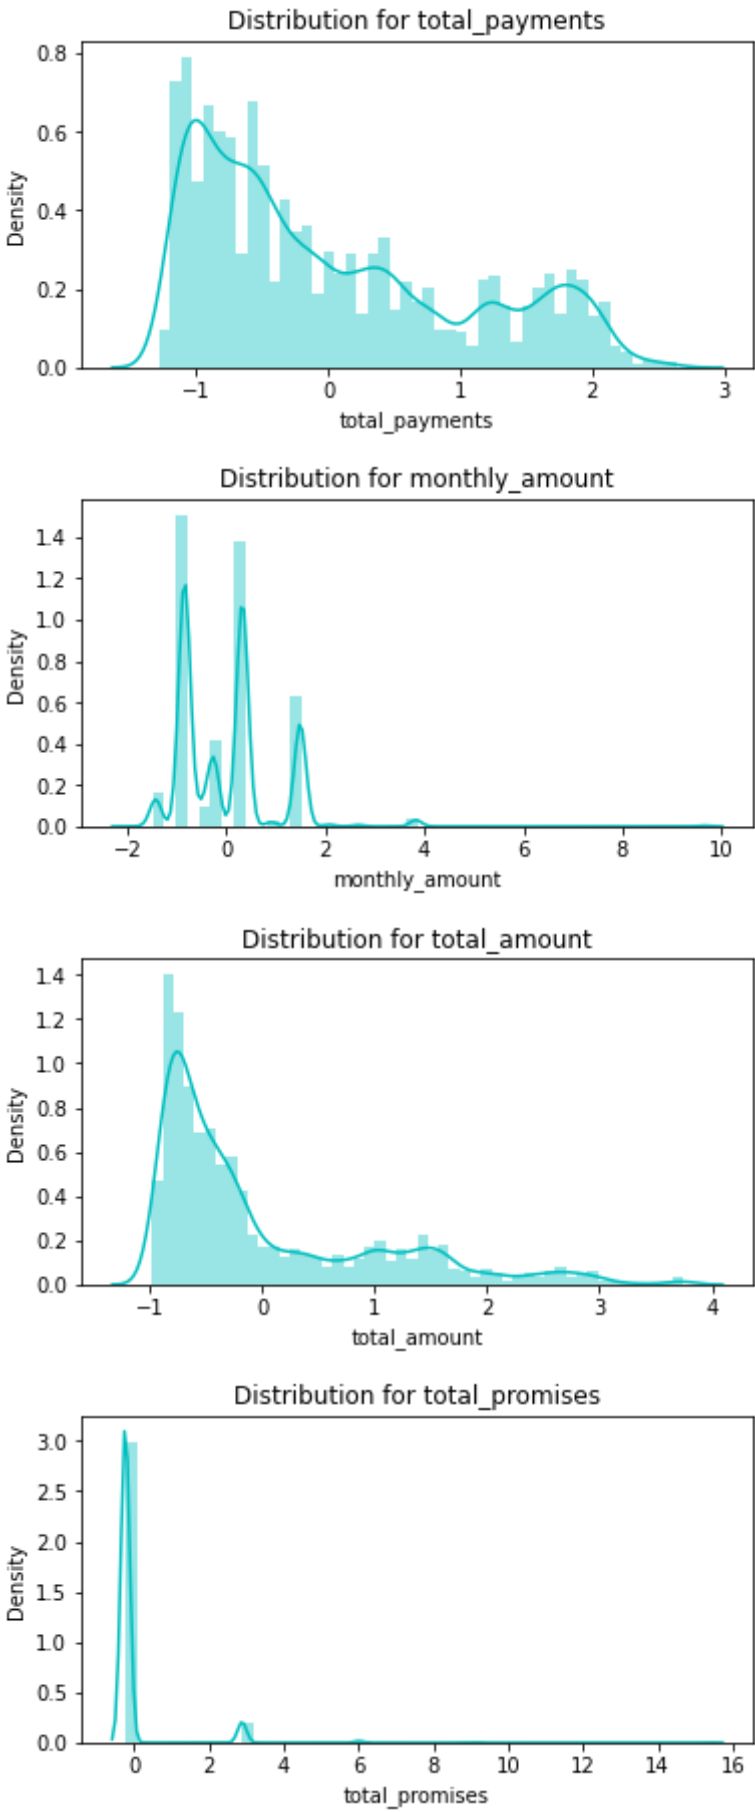 Distribution for total_payments
0.8
0.6
0.4
0.2
0.0
Density
−1 0 1 2 3
total_payments
Distribution for monthly_amount
1.4
1.2
1.0
0.8
0.6
0.4
0.2
0.0
Density
−2 0 2 4 6 8 10
monthly_amount
Distribution for total_amount
1.4
1.2
1.0
0.8
0.6
0.4
0.2
0.0
Density
−1 0 1 2 3 4
total_amount
Distribution for total_promises
3.0
2.5
2.0
1.5
1.0
0.5
0.0
Density
0 2 4 6 8 10 12 14 16
total_promises